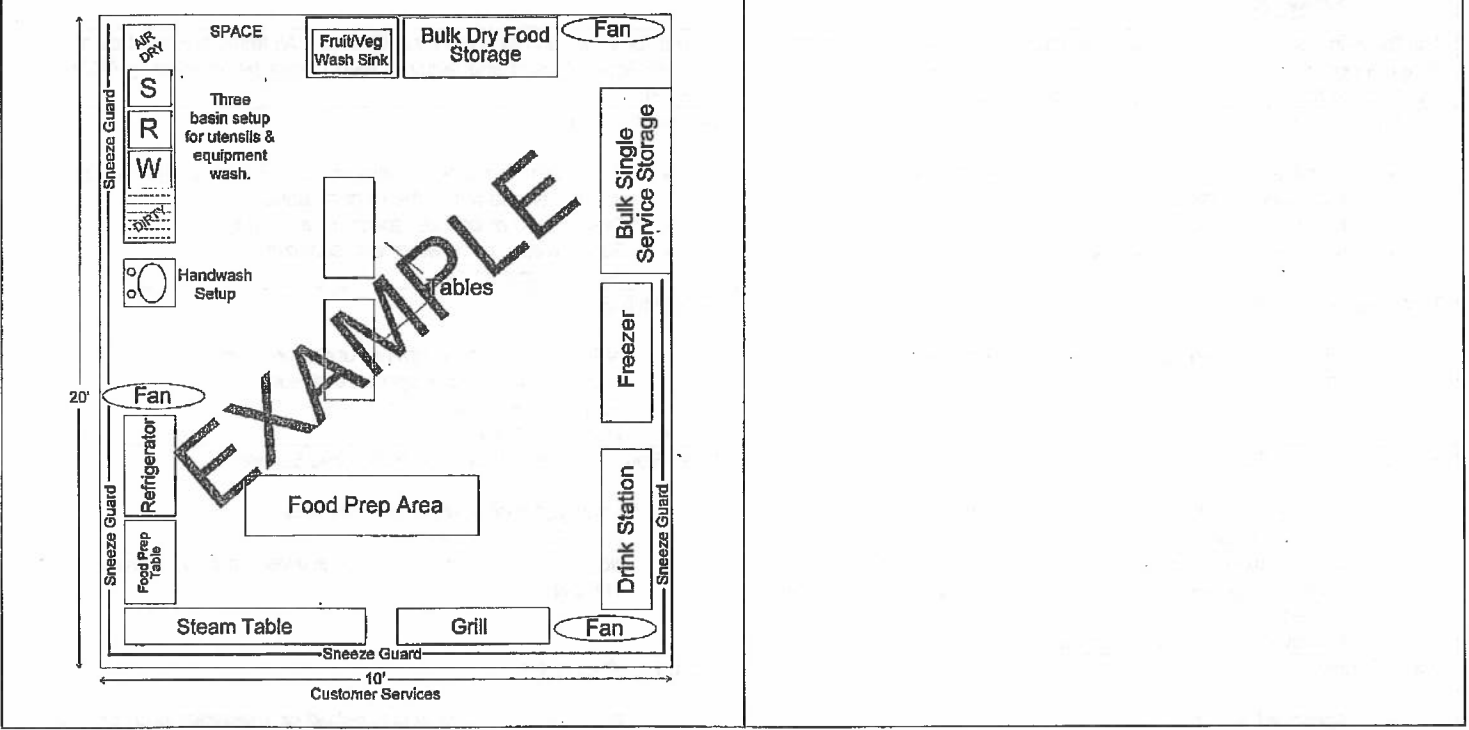 SPACE
Fruit/Veg
Wash Sink
Bulk Dry Food
Storage
Fan
AIR
DRY
S
R
W
DIRTY
Sneeze Guard
Three
basin setup
for utensils &
equipment
wash.
Bulk Single
Service Storage
Handwash
Setup
Tables
EXAMPLE
Freezer
20'
Fan
Refrigerator
Food Prep Area
Drink Station
Sneeze Guard
Sneeze Guard
Food Prep
Table
Steam Table
Grill
Fan
Sneeze Guard
10'
Customer Services